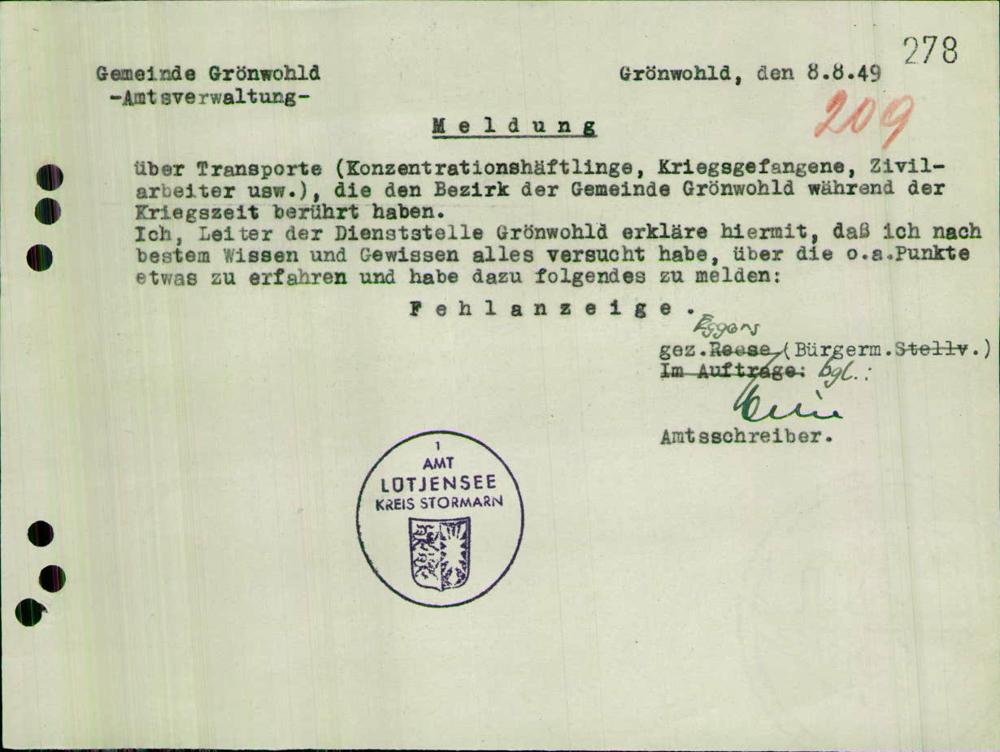 278
Gemeinde Grönwohld
Grönwohld, den 8.8.49
-Amtsverwaltung-
209
Meldung
über Transporte (Konzentrationshäftlinge, Kriegsgefangene, Zivil-
arbeiter usw.), die den Bezirk der Gemeinde Grönwohld während der
Kriegszeit berührt haben.
Ich, Leiter der Dienststelle Grönwohld erkläre hiermit, daß ich nach
bestem Wissen und Gewissen alles versucht habe, über die o.a.Punkte
etwas zu erfahren und habe dazu folgendes zu melden:
Fehlanzeige.
Eggers
gez.Reese (Bürgerm.Stellv.)
Im Auftrage: bgl.:
Amtsschreiber.
1
AMT
LÜTJENSEE
KREIS STORMARN